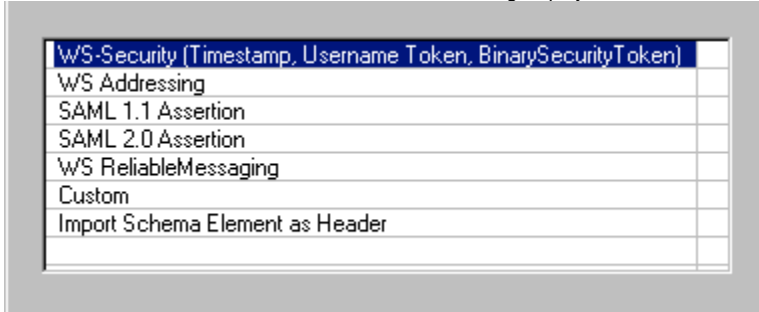 WS-Security (Timestamp, Username Token, BinarySecurityToken)
WS Addressing
SAML 1.1 Assertion
SAML 2.0 Assertion
WS ReliableMessaging
Custom
Import Schema Element as Header